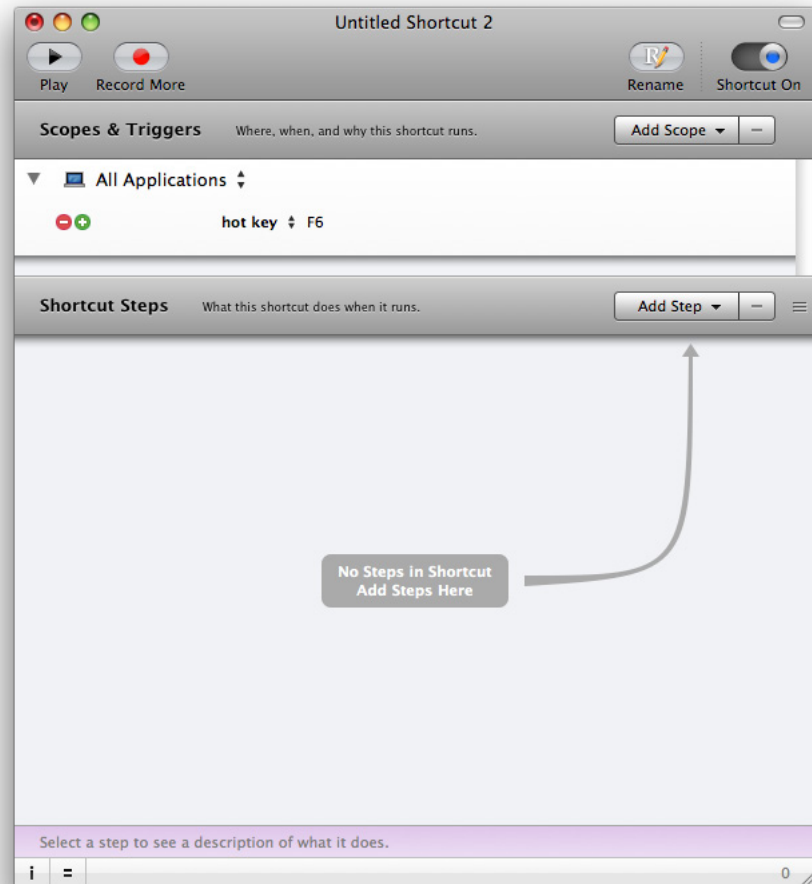 Untitled Shortcut 2
Play Record More Rename Shortcut On
Scopes & Triggers Where, when, and why this shortcut runs. Add Scope −
All Applications
hot key F6
Shortcut Steps What this shortcut does when it runs. Add Step −
No Steps in Shortcut
Add Steps Here
Select a step to see a description of what it does.
i = 0